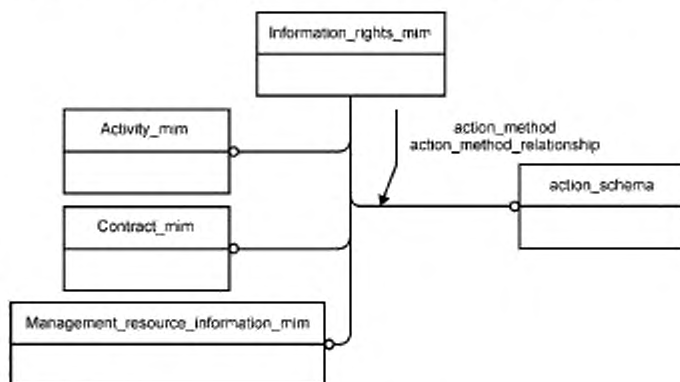 Information_rights_mim
Activity_mim
action_method
action_method_relationship
action_schema
Contract_mim
Management_resource_information_mim